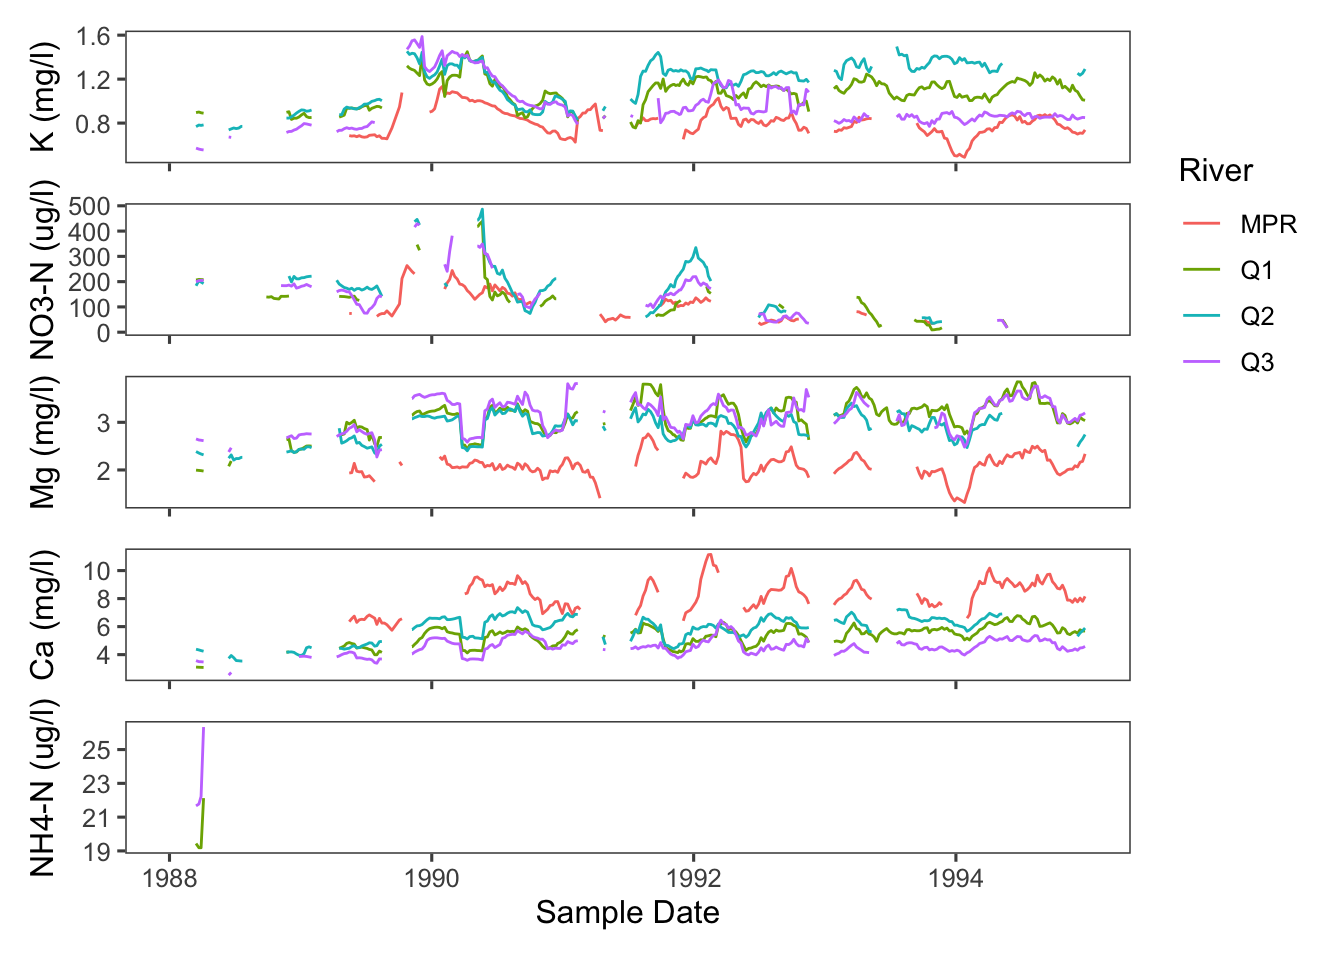 K (mg/l)
1.6
1.2
0.8
NO3-N (ug/l)
500
400
300
200
100
0
Mg (mg/l)
3
2
Ca (mg/l)
10
8
6
4
NH4-N (ug/l)
25
23
21
19
1988
1990
1992
1994
Sample Date
River
MPR
Q1
Q2
Q3